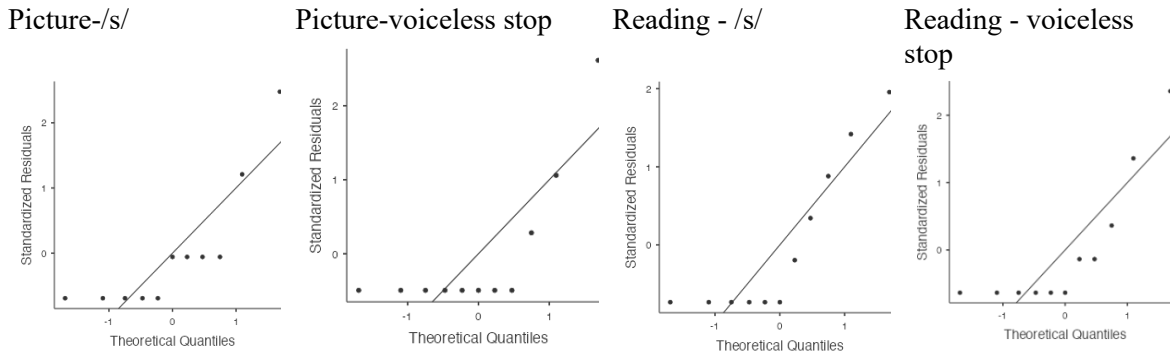 Picture-/s/
Standardized Residuals
2
1
0
-1
0
1
Theoretical Quantiles
Picture-voiceless stop
Standardized Residuals
2
1
0
-1
0
1
Theoretical Quantiles
Reading - /s/
Standardized Residuals
2
1
0
-1
0
1
Theoretical Quantiles
Reading - voiceless
stop
Standardized Residuals
2
1
0
-1
0
1
Theoretical Quantiles